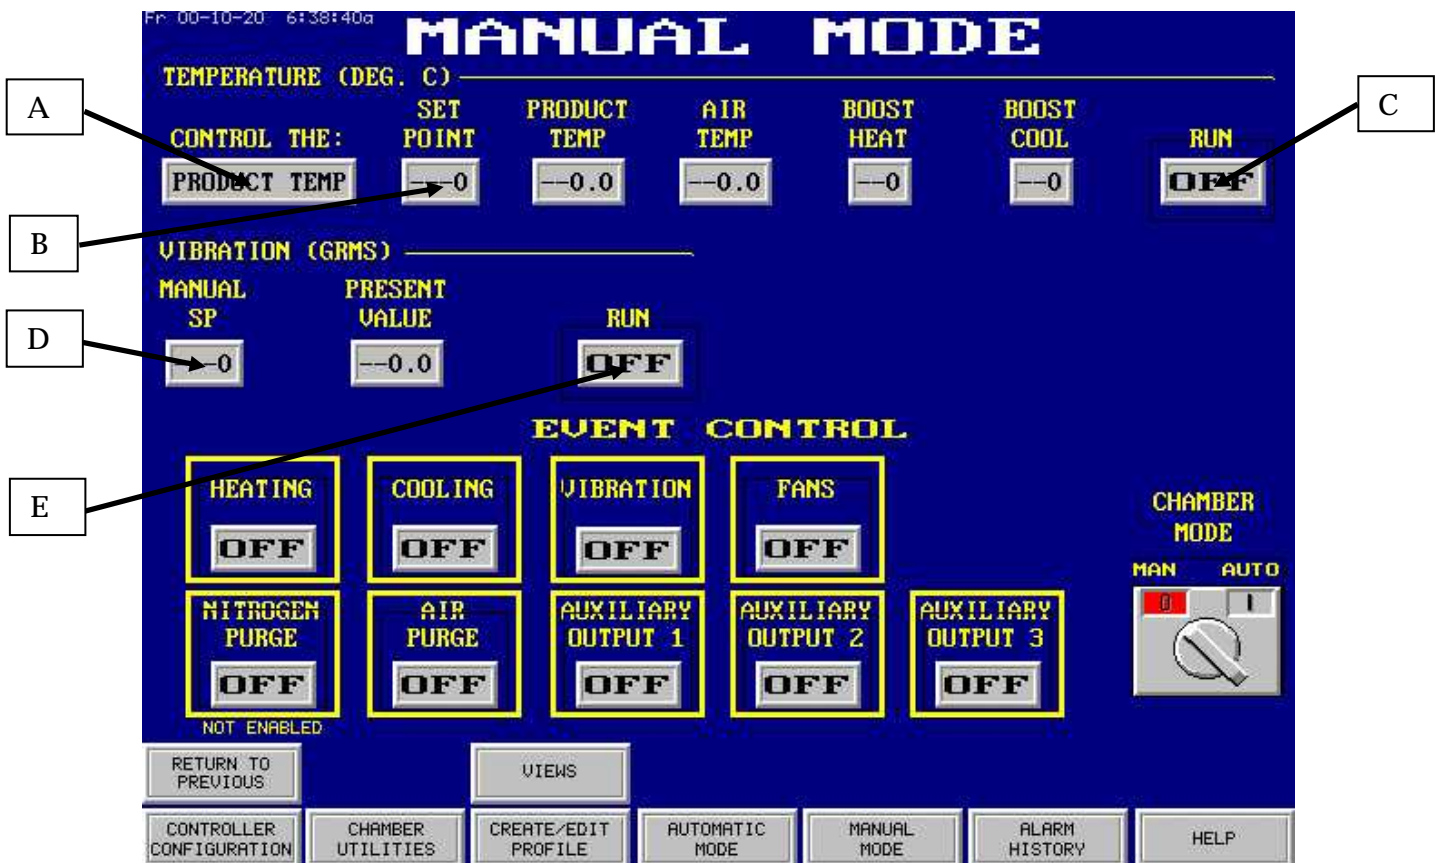 Fr 00-10-20 6:38:40a
MANUAL MODE
TEMPERATURE (DEG. C)
A
C
SET PRODUCT AIR BOOST BOOST
CONTROL THE: POINT TEMP TEMP HEAT COOL RUN
PRODUCT TEMP ---0 --0.0 --0.0 --0 --0 OFF
B
VIBRATION (GRMS)
MANUAL PRESENT
SP VALUE RUN
D
---0 --0.0 OFF
EVENT CONTROL
E
HEATING COOLING VIBRATION FANS
OFF OFF OFF OFF
CHAMBER
MODE
MAN AUTO
0 I
NITROGEN AIR AUXILIARY AUXILIARY AUXILIARY
PURGE PURGE OUTPUT 1 OUTPUT 2 OUTPUT 3
OFF OFF OFF OFF OFF
NOT ENABLED
RETURN TO
PREVIOUS
VIEWS
CONTROLLER CHAMBER CREATE/EDIT AUTOMATIC MANUAL ALARM HELP
CONFIGURATION UTILITIES PROFILE MODE MODE HISTORY